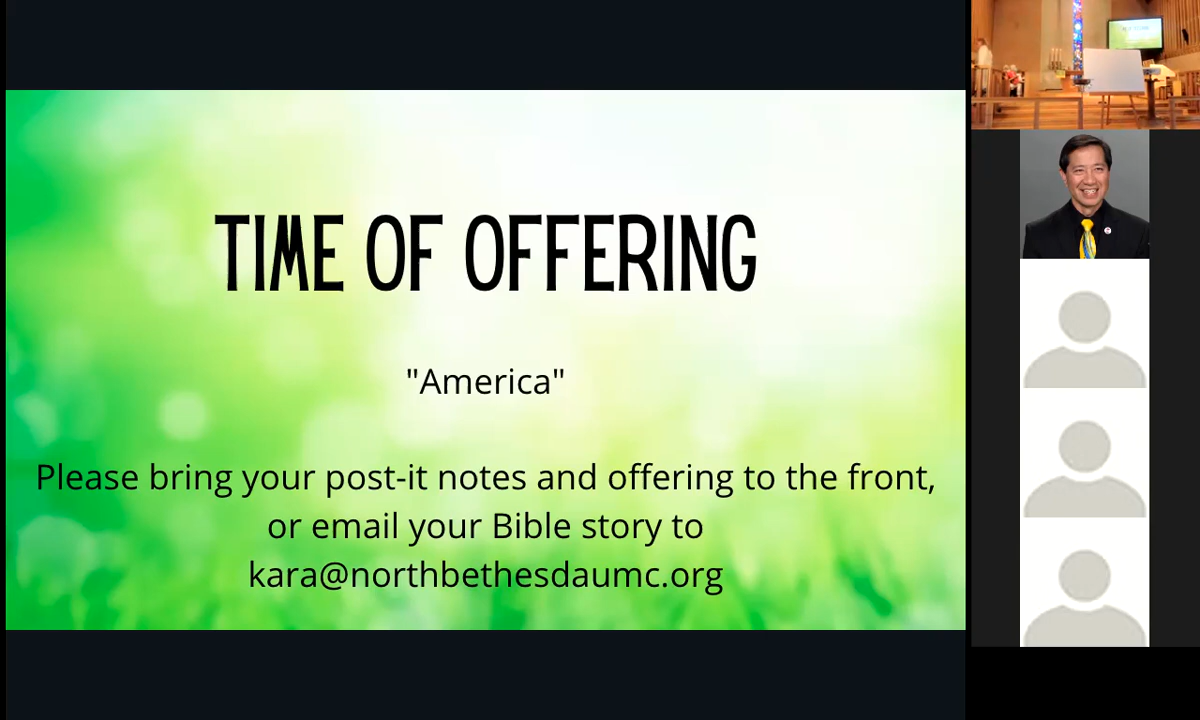 TIME OF OFFERING
"America"
Please bring your post-it notes and offering to the front,
or email your Bible story to
kara@northbethesdaumc.org